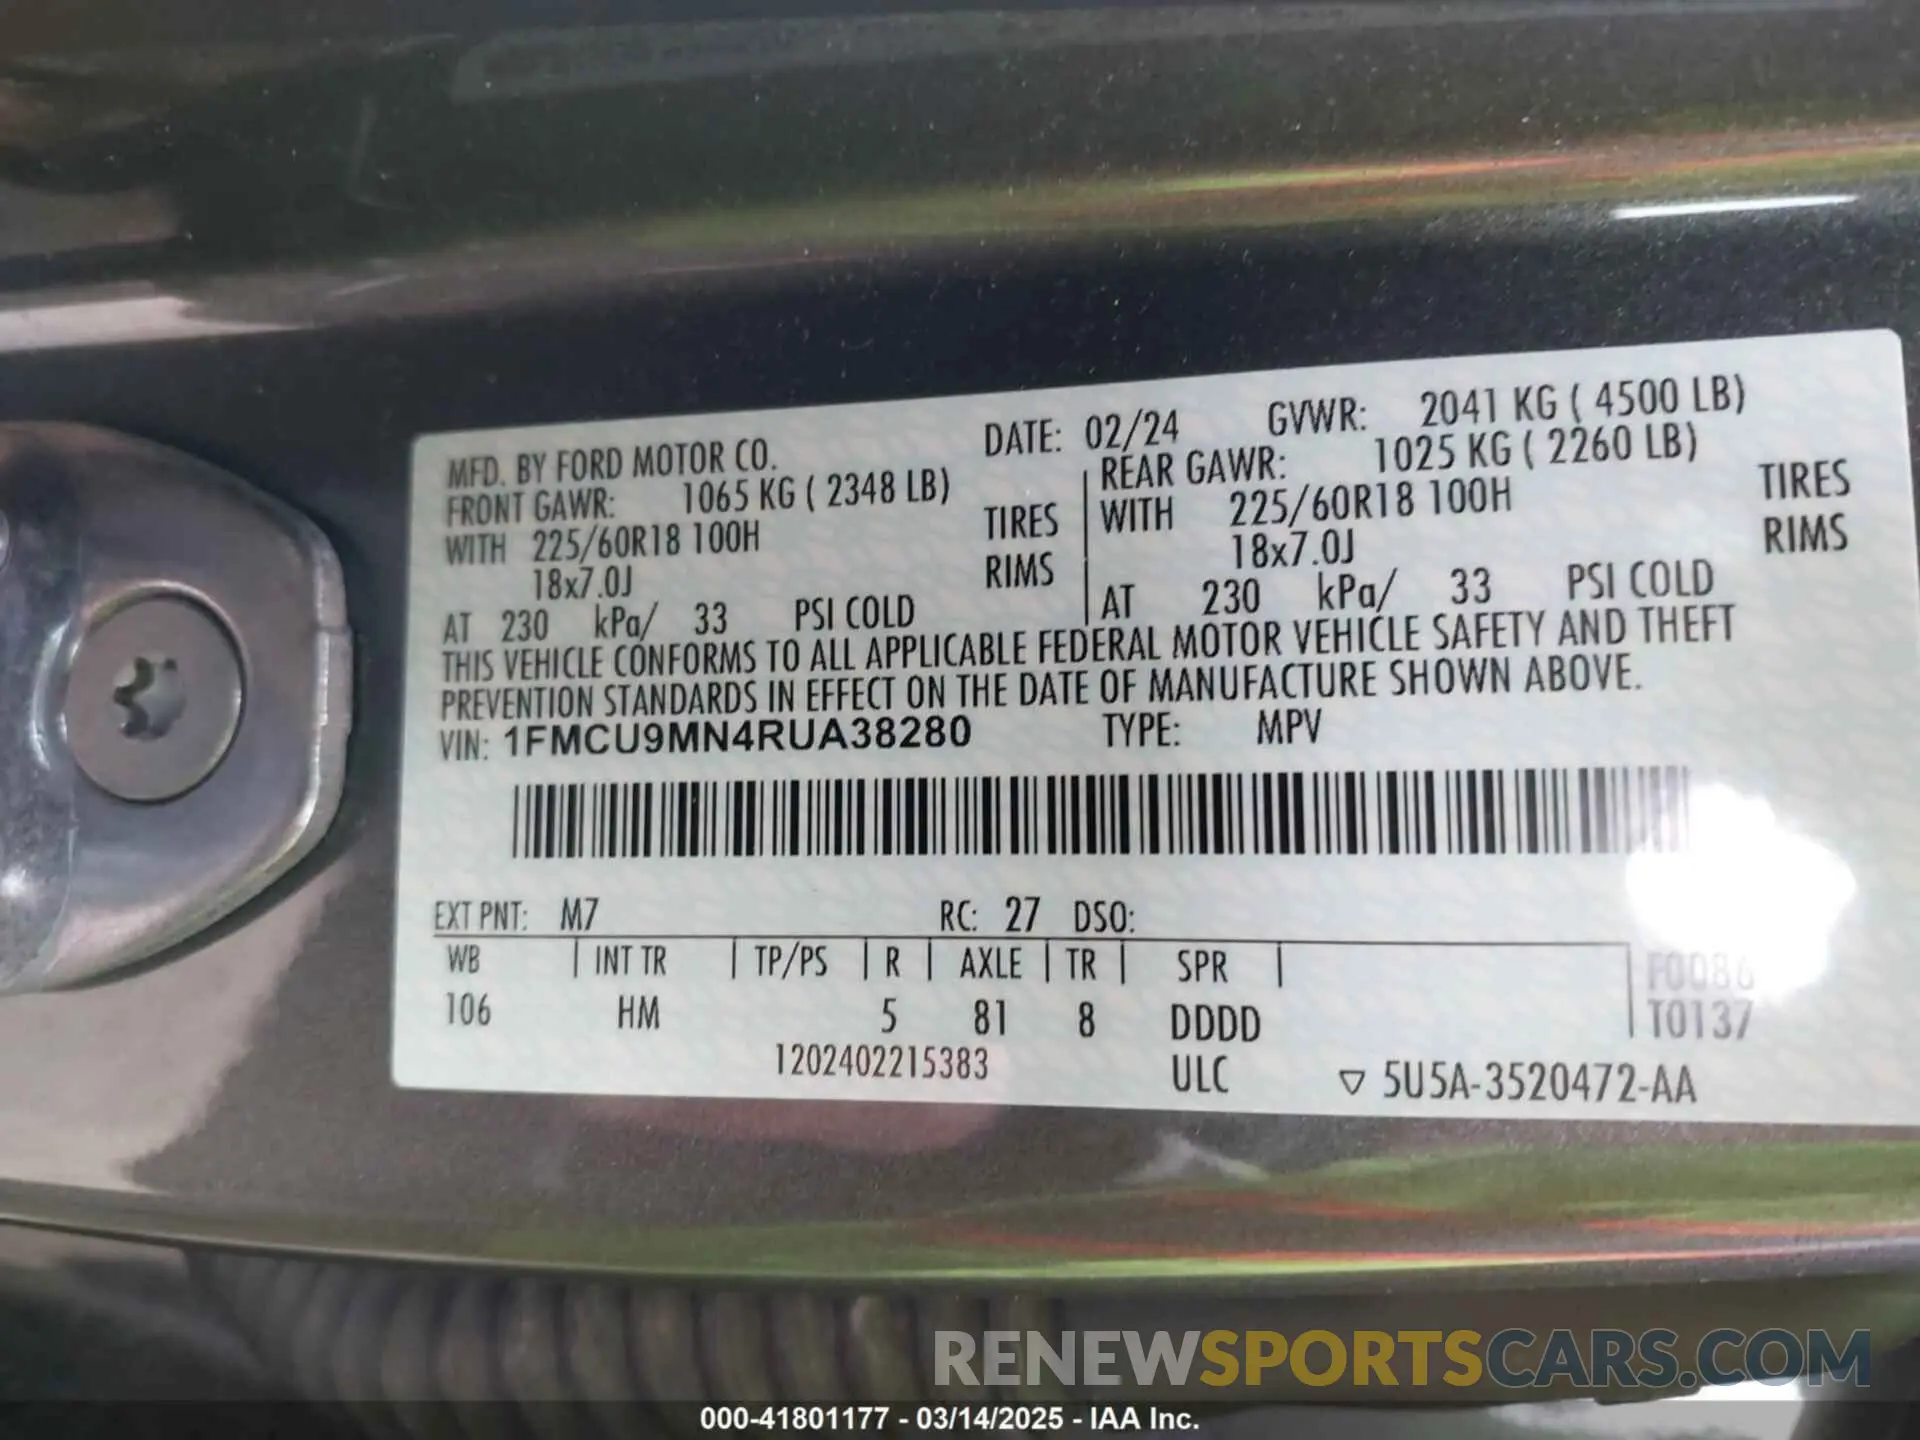 MFD. BY FORD MOTOR CO. DATE: 02/24 GVWR: 2041 KG ( 4500 LB)
FRONT GAWR: 1065 KG ( 2348 LB) REAR GAWR: 1025 KG ( 2260 LB)
WITH 225/60R18 100H TIRES WITH 225/60R18 100H TIRES
18x7.0J RIMS 18x7.0J RIMS
AT 230 kPa/ 33 PSI COLD AT 230 kPa/ 33 PSI COLD
THIS VEHICLE CONFORMS TO ALL APPLICABLE FEDERAL MOTOR VEHICLE SAFETY AND THEFT
PREVENTION STANDARDS IN EFFECT ON THE DATE OF MANUFACTURE SHOWN ABOVE.
VIN: 1FMCU9MN4RUA38280 TYPE: MPV
EXT PNT: M7 RC: 27 DSO:
WB INT TR TP/PS R AXLE TR SPR F0086
106 HM 5 81 8 DDDD T0137
1202402215383 ULC ▽ 5U5A-3520472-AA
RENEWSPORTSCARS.COM
000-41801177 - 03/14/2025 - IAA Inc.